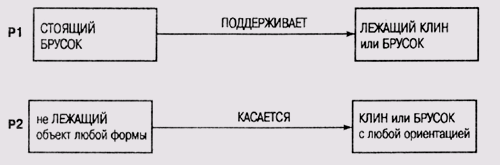 P1
СТОЯЩИЙ
БРУСОК
ПОДДЕРЖИВАЕТ
ЛЕЖАЩИЙ КЛИН
или БРУСОК
P2
не ЛЕЖАЩИЙ
объект любой формы
КАСАЕТСЯ
КЛИН или БРУСОК
с любой ориентацией